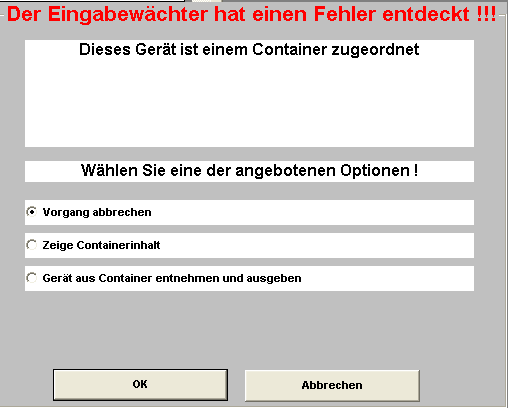 Der Eingabewächter hat einen Fehler entdeckt !!!
Dieses Gerät ist einem Container zugeordnet
Wählen Sie eine der angebotenen Optionen !
Vorgang abbrechen
Zeige Containerinhalt
Gerät aus Container entnehmen und ausgeben
OK
Abbrechen